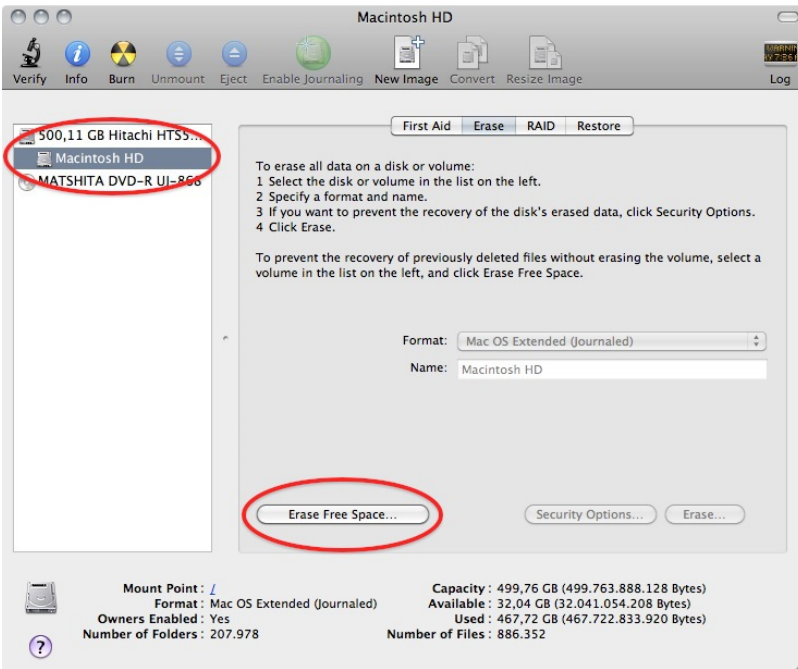 Macintosh HD
Verify Info Burn Unmount Eject Enable Journaling New Image Convert Resize Image Log
500,11 GB Hitachi HTS5...
Macintosh HD
MATSHITA DVD-R UJ-868
First Aid Erase RAID Restore
To erase all data on a disk or volume:
1 Select the disk or volume in the list on the left.
2 Specify a format and name.
3 If you want to prevent the recovery of the disk's erased data, click Security Options.
4 Click Erase.
To prevent the recovery of previously deleted files without erasing the volume, select a
volume in the list on the left, and click Erase Free Space.
Format: Mac OS Extended (Journaled)
Name: Macintosh HD
Erase Free Space... Security Options... Erase...
Mount Point : /
Format : Mac OS Extended (Journaled)
Owners Enabled : Yes
Number of Folders : 207.978
Capacity : 499,76 GB (499.763.888.128 Bytes)
Available : 32,04 GB (32.041.054.208 Bytes)
Used : 467,72 GB (467.722.833.920 Bytes)
Number of Files : 886.352
?